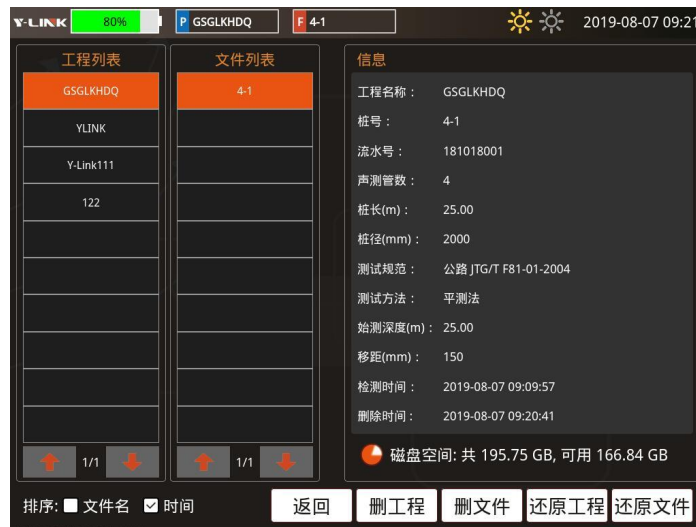 Y-LINK 80% P GSGLKHDQ F 4-1 2019-08-07 09:21
工程列表 文件列表 信息
GSGLKHDQ 4-1 工程名称： GSGLKHDQ
YLINK 桩号： 4-1
Y-Link111 流水号： 181018001
122 声测管数： 4
桩长(m)： 25.00
桩径(mm)： 2000
测试规范： 公路 JTG/T F81-01-2004
测试方法： 平测法
始测深度(m)： 25.00
移距(mm)： 150
检测时间： 2019-08-07 09:09:57
删除时间： 2019-08-07 09:20:41
1/1 1/1 磁盘空间: 共 195.75 GB, 可用 166.84 GB
排序: 文件名 时间 返回 删工程 删文件 还原工程 还原文件